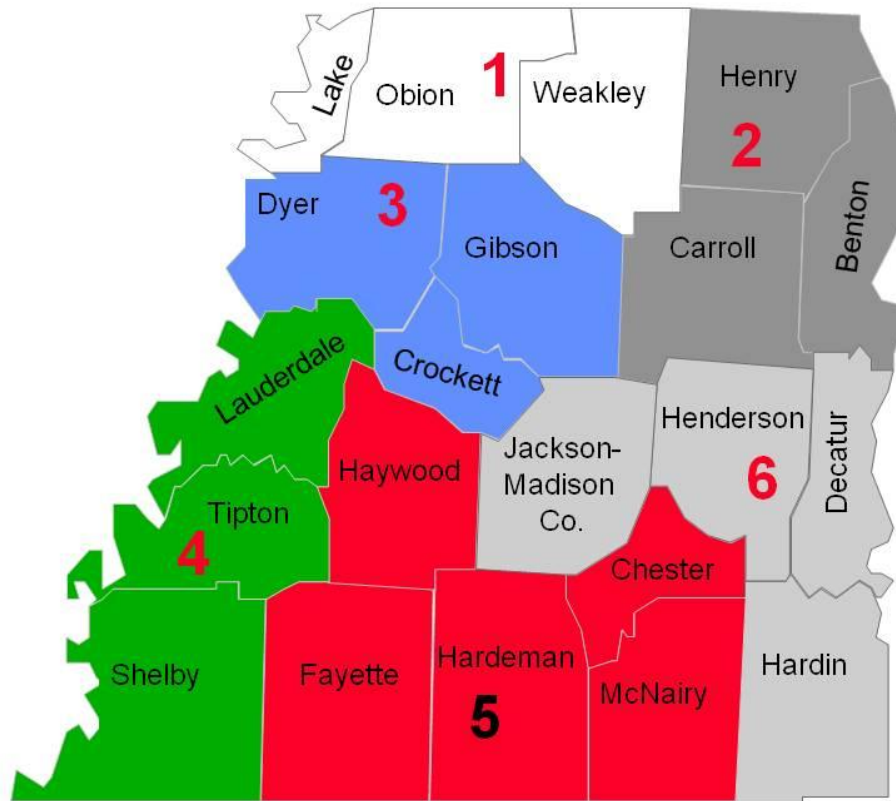 Lake
Obion
1
Weakley
Henry
2
Benton
Dyer
3
Gibson
Carroll
Lauderdale
Crockett
Haywood
Jackson-
Madison
Co.
Henderson
6
Decatur
Tipton
4
Chester
Shelby
Fayette
Hardeman
5
McNairy
Hardin